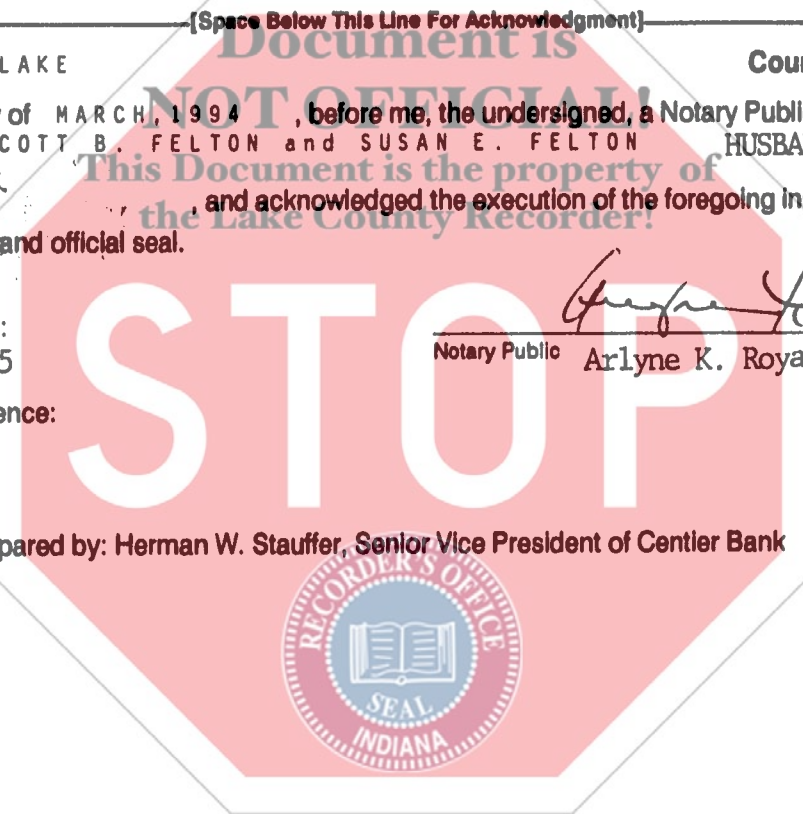 [Space Below This Line For Acknowledgment]
Document is
LAKE
of MARCH, 1994 , before me, the undersigned, a Notary Publi
NOT OFFICIAL!
COTT B. FELTON and SUSAN E. FELTON HUSBA
This Document is the property of
, and acknowledged the execution of the foregoing in
the Lake County Recorder!
and official seal.
STOP
5
Notary Public Arlyne K. Roya
ence:
pared by: Herman W. Stauffer, Senior Vice President of Centier Bank
RECORDER'S OFFICE
SEAL
INDIANA